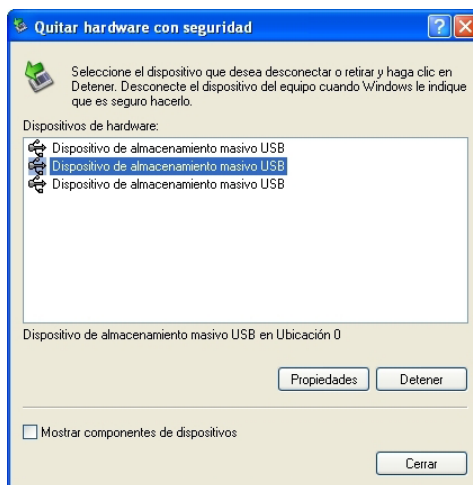 Quitar hardware con seguridad
Seleccione el dispositivo que desea desconectar o retirar y haga clic en
Detener. Desconecte el dispositivo del equipo cuando Windows le indique
que es seguro hacerlo.
Dispositivos de hardware:
Dispositivo de almacenamiento masivo USB
Dispositivo de almacenamiento masivo USB
Dispositivo de almacenamiento masivo USB
Dispositivo de almacenamiento masivo USB en Ubicación 0
Propiedades Detener
Mostrar componentes de dispositivos
Cerrar